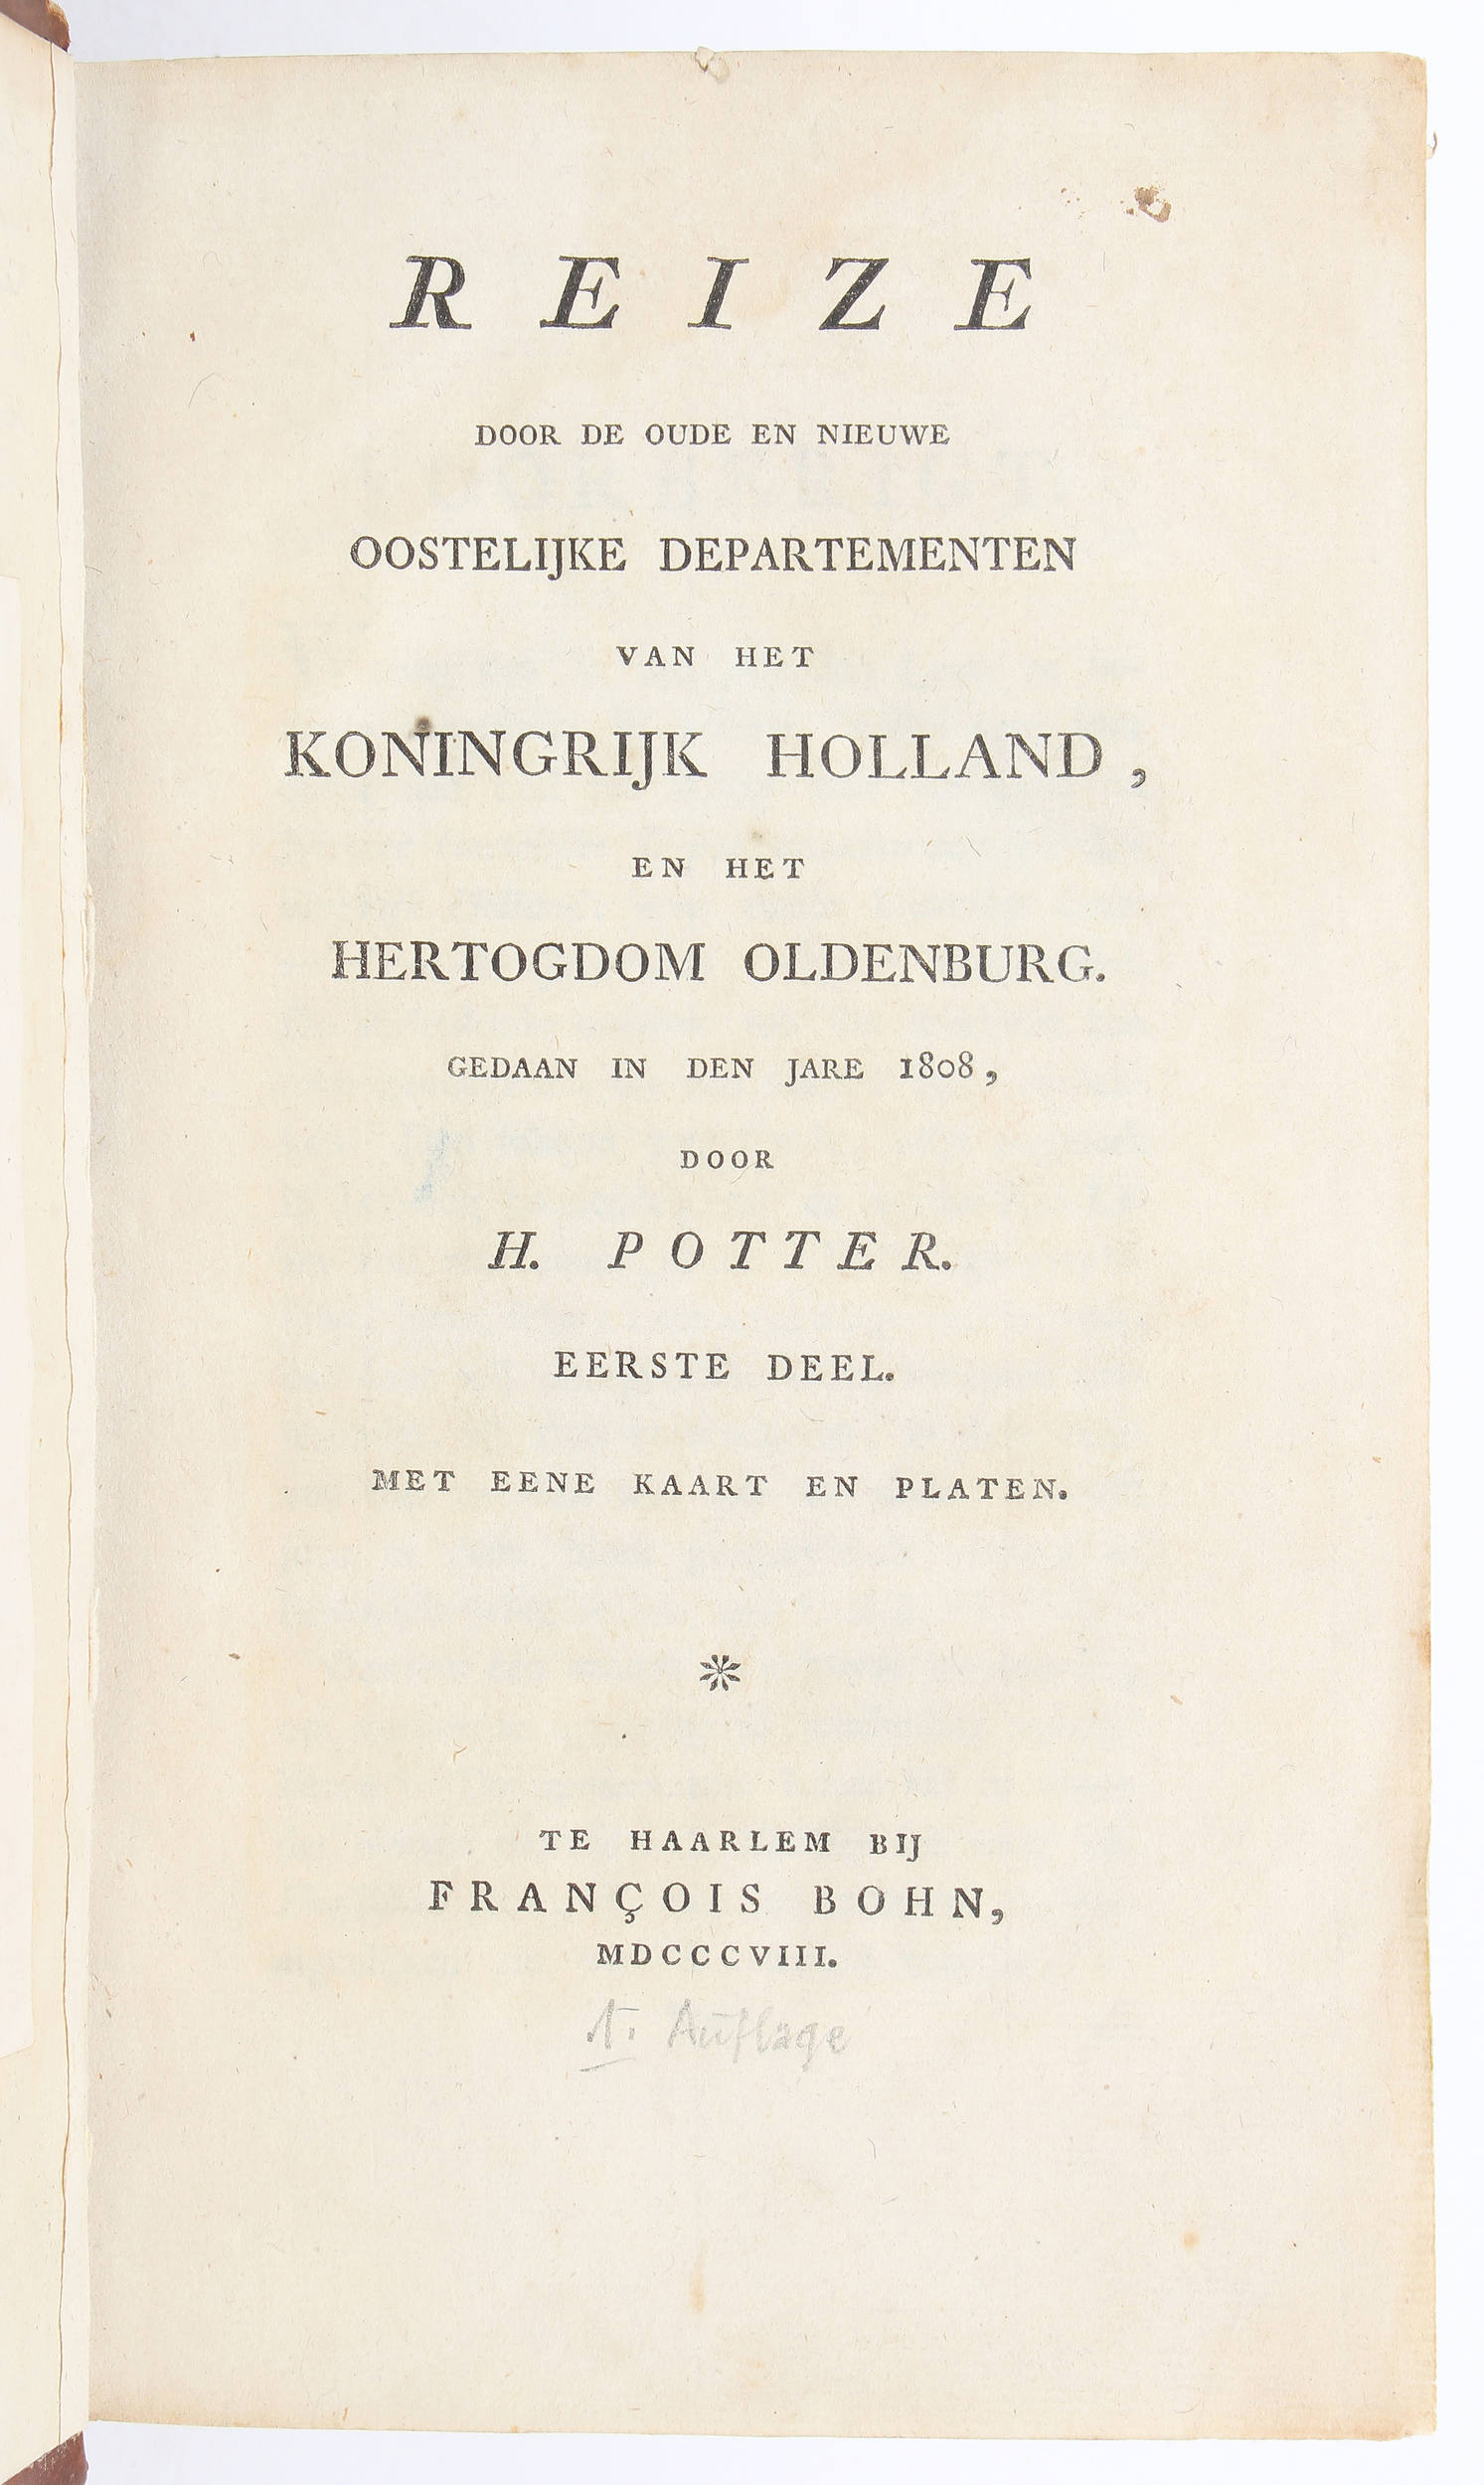 REIZE
DOOR DE OUDE EN NIEUWE
OOSTELIJKE DEPARTEMENTEN
VAN HET
KONINGRIJK HOLLAND,
EN HET
HERTOGDOM OLDENBURG.
GEDAAN IN DEN JARE 1808,
DOOR
H. POTTER.
EERSTE DEEL.
MET EENE KAART EN PLATEN.
TE HAARLEM BIJ
FRANÇOIS BOHN,
MDCCCVIII.
1. Auflage